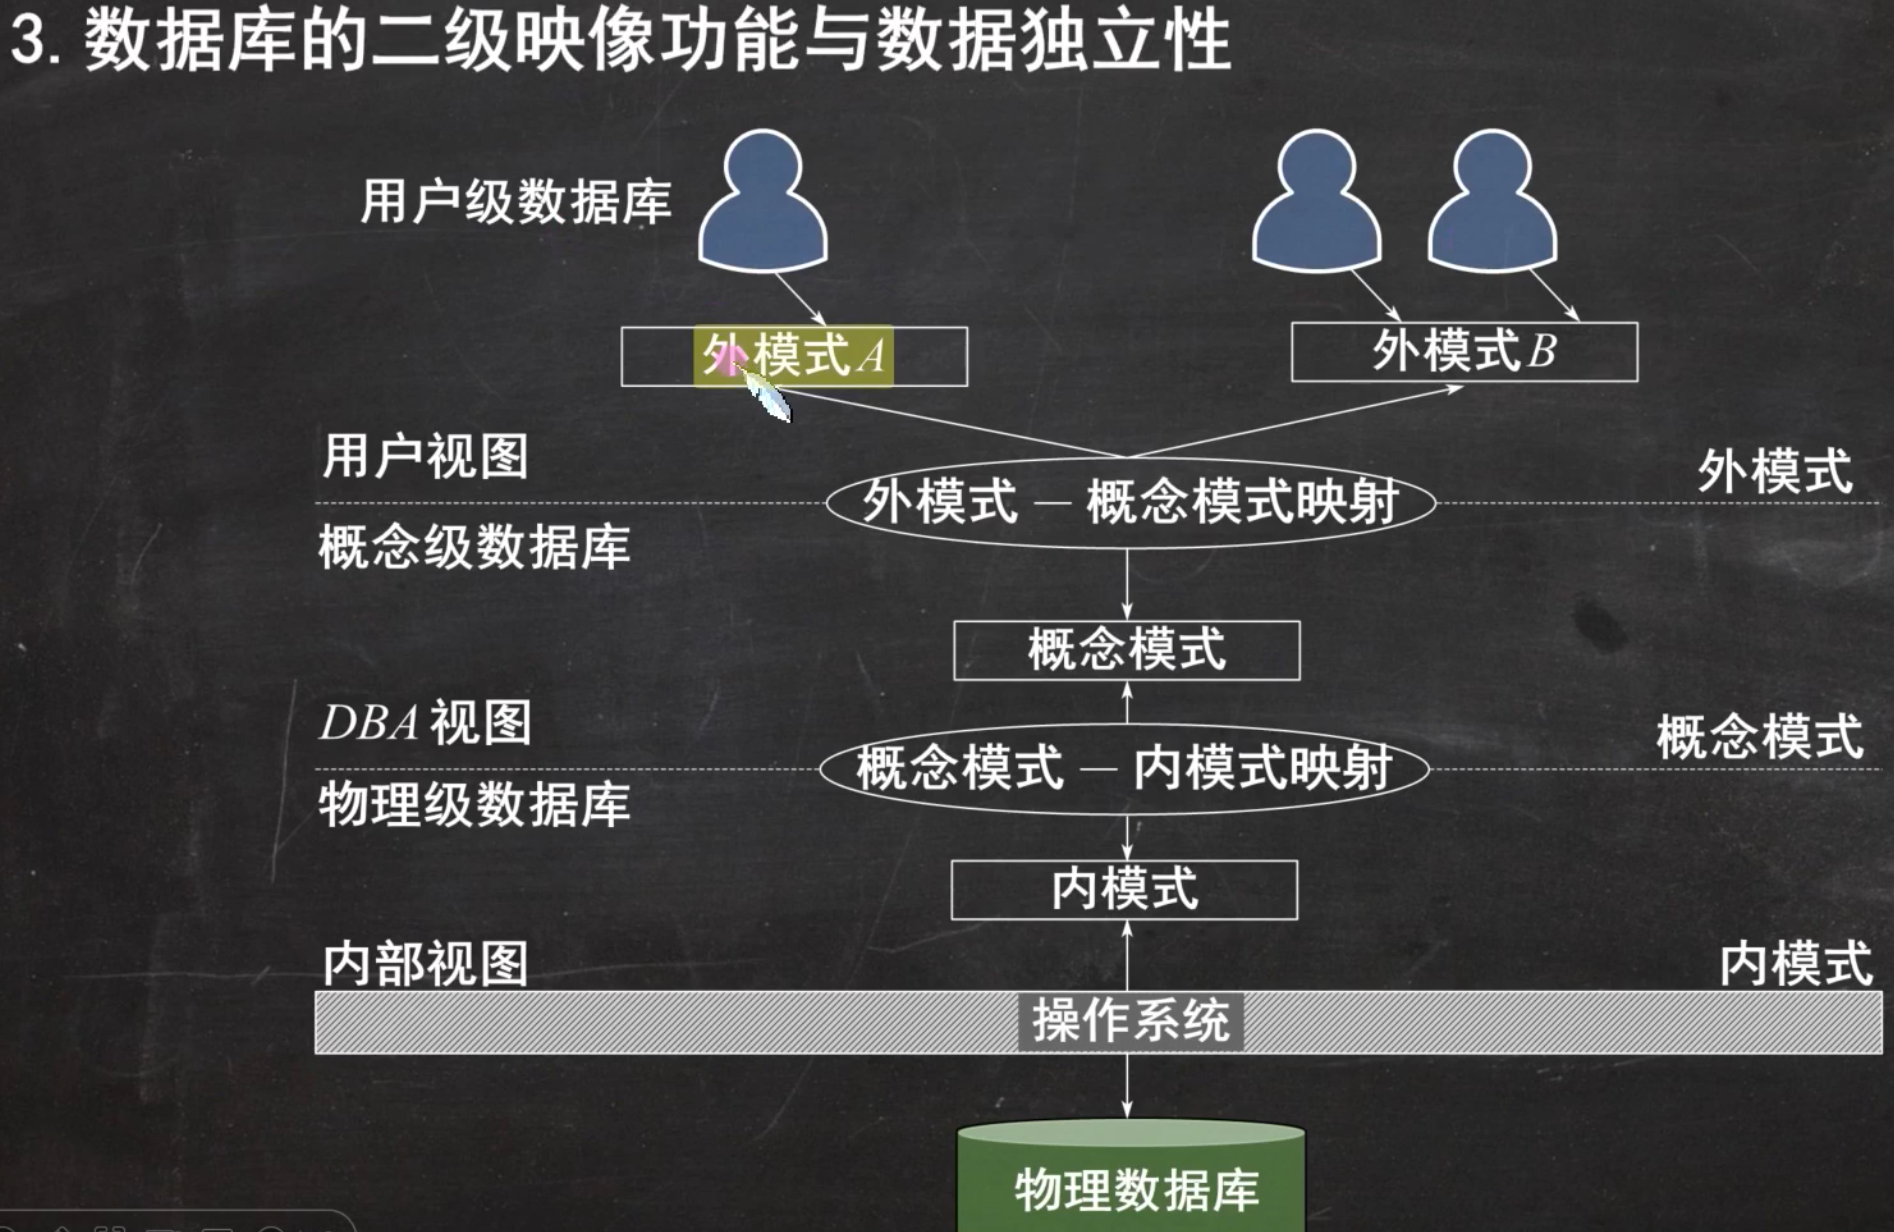 3. 数据库的二级映像功能与数据独立性
用户级数据库
外模式A
外模式B
用户视图
外模式
外模式 — 概念模式映射
概念级数据库
概念模式
DBA 视图
概念模式
概念模式 — 内模式映射
物理级数据库
内模式
内部视图
内模式
操作系统
物理数据库